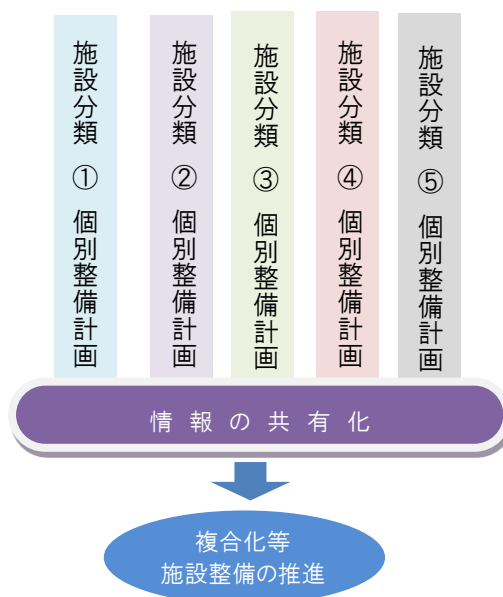 施設分類 ① 個別整備計画
施設分類 ② 個別整備計画
施設分類 ③ 個別整備計画
施設分類 ④ 個別整備計画
施設分類 ⑤ 個別整備計画
情報の共有化
複合化等
施設整備の推進